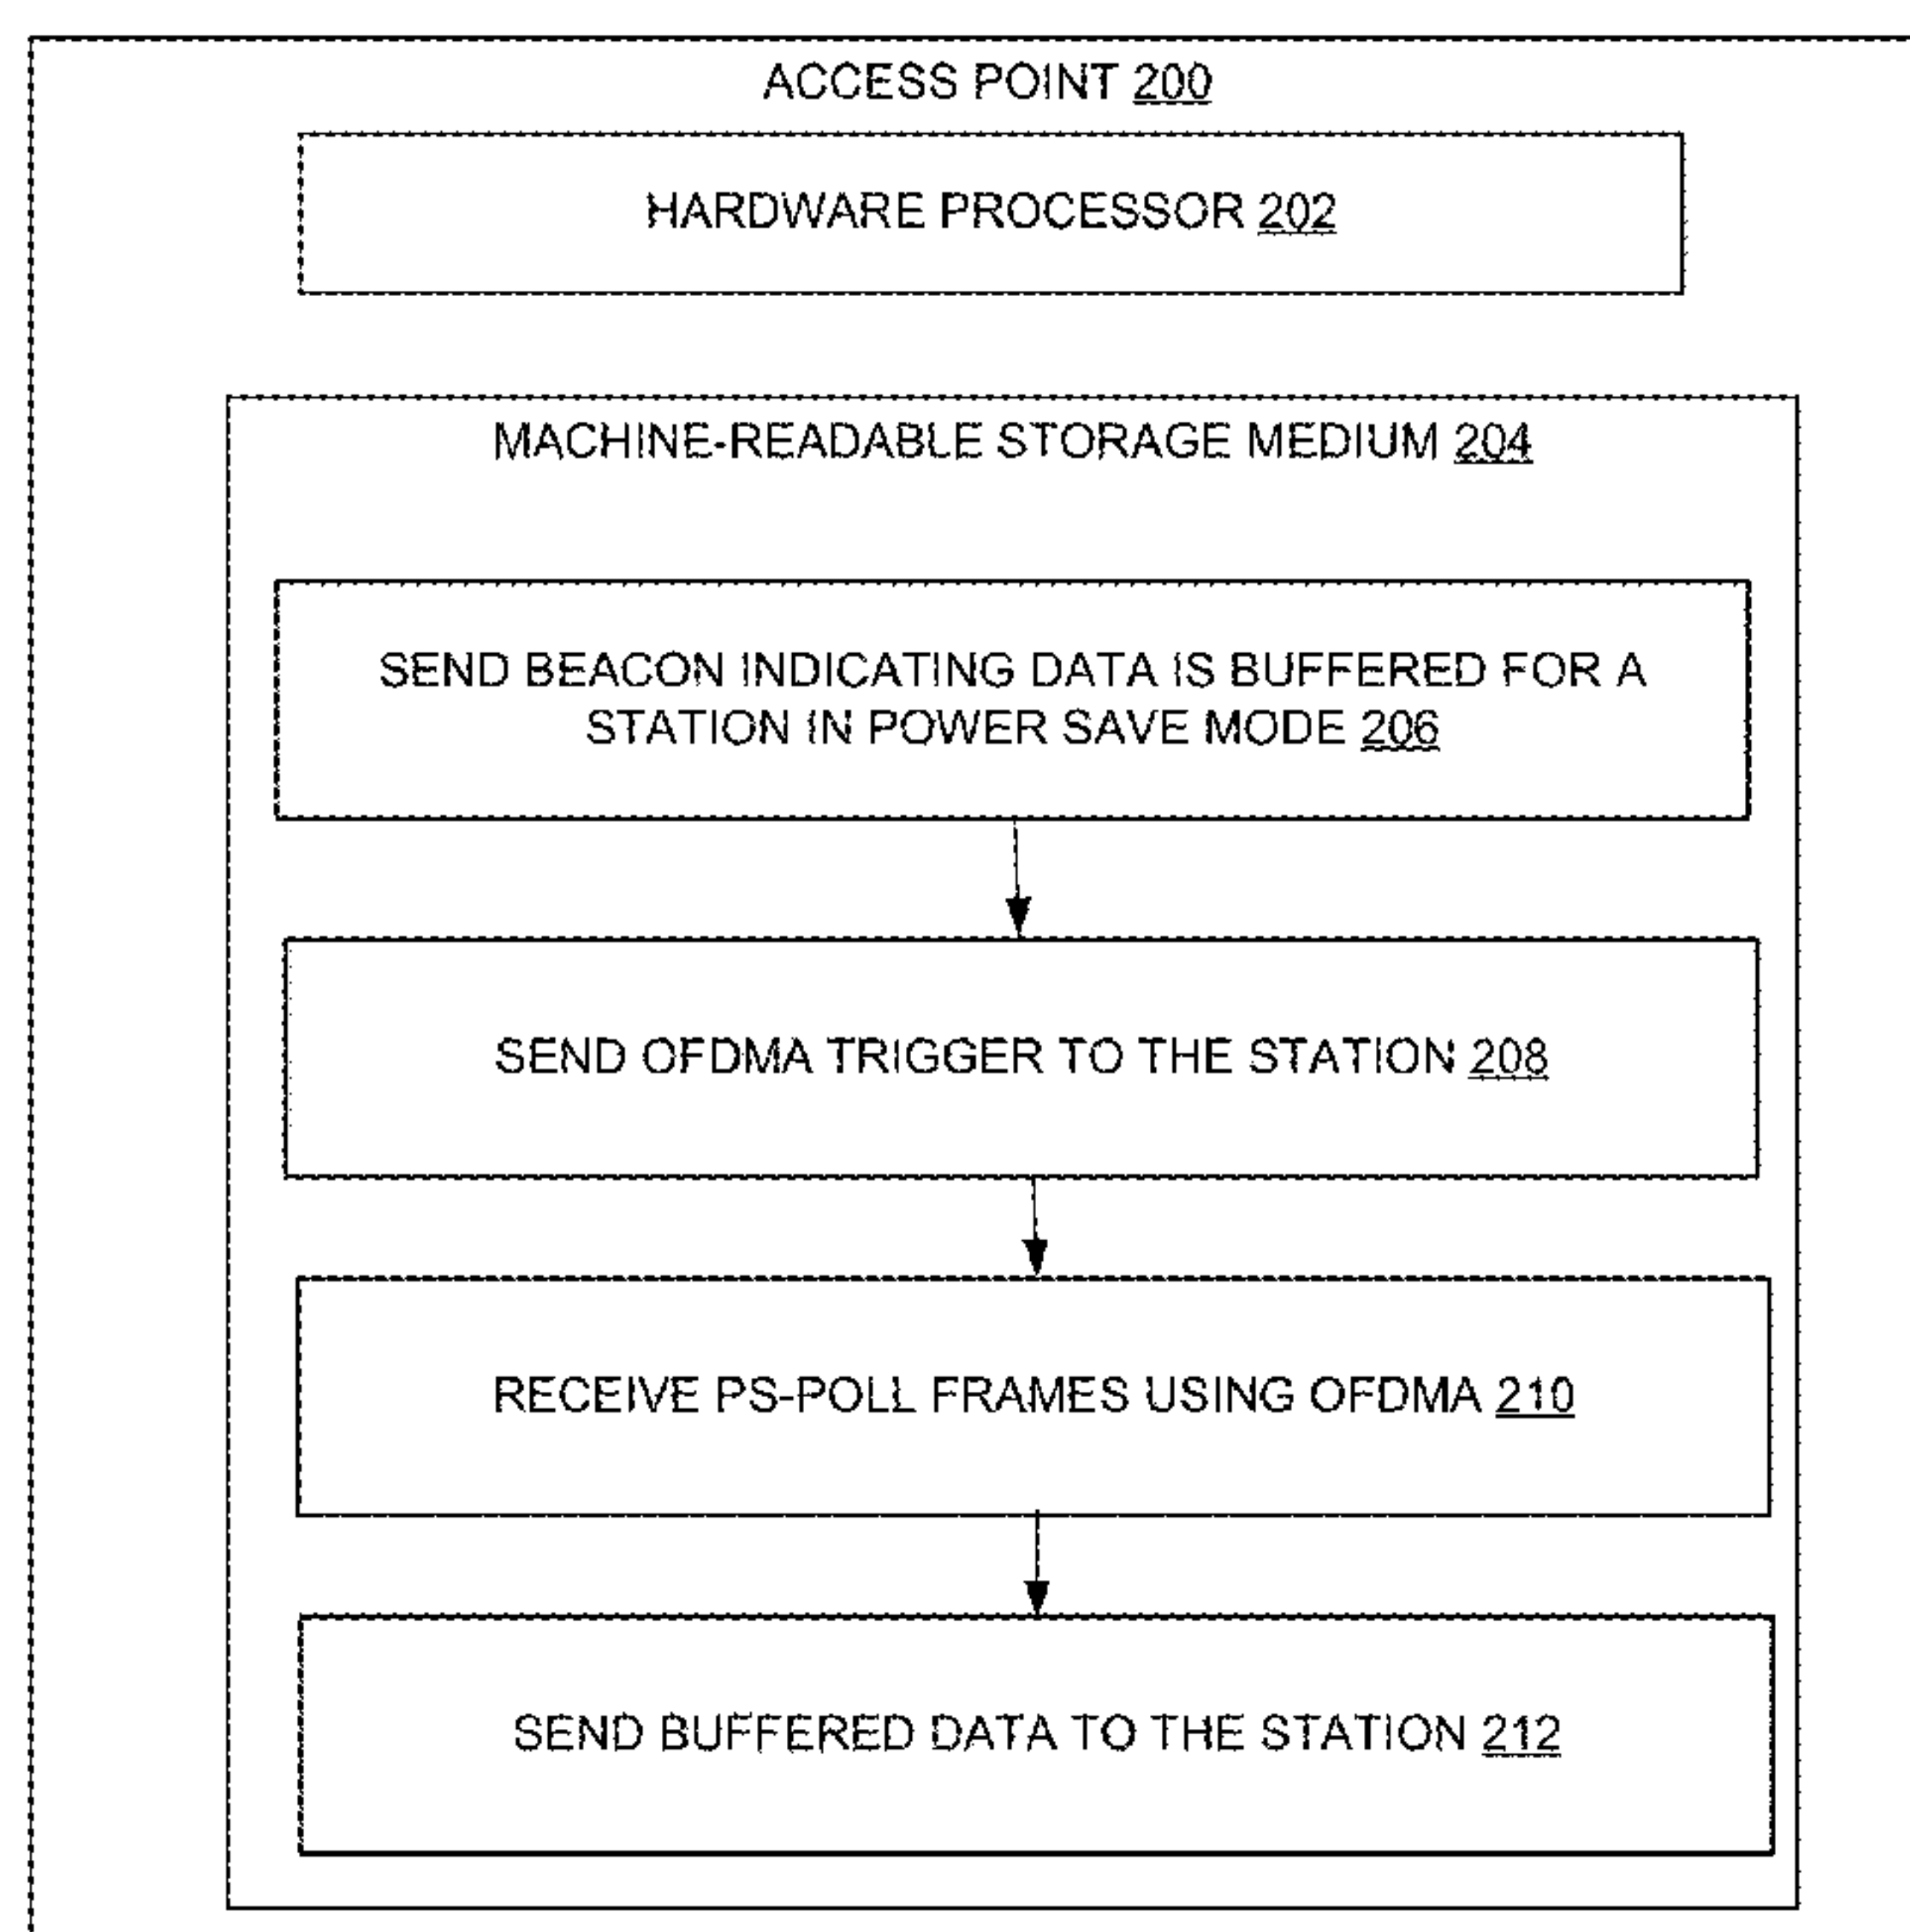 ACCESS POINT 200
HARDWARE PROCESSOR 202
MACHINE-READABLE STORAGE MEDIUM 204
SEND BEACON INDICATING DATA IS BUFFERED FOR A
STATION IN POWER SAVE MODE 206
SEND OFDMA TRIGGER TO THE STATION 208
RECEIVE PS-POLL FRAMES USING OFDMA 210
SEND BUFFERED DATA TO THE STATION 212